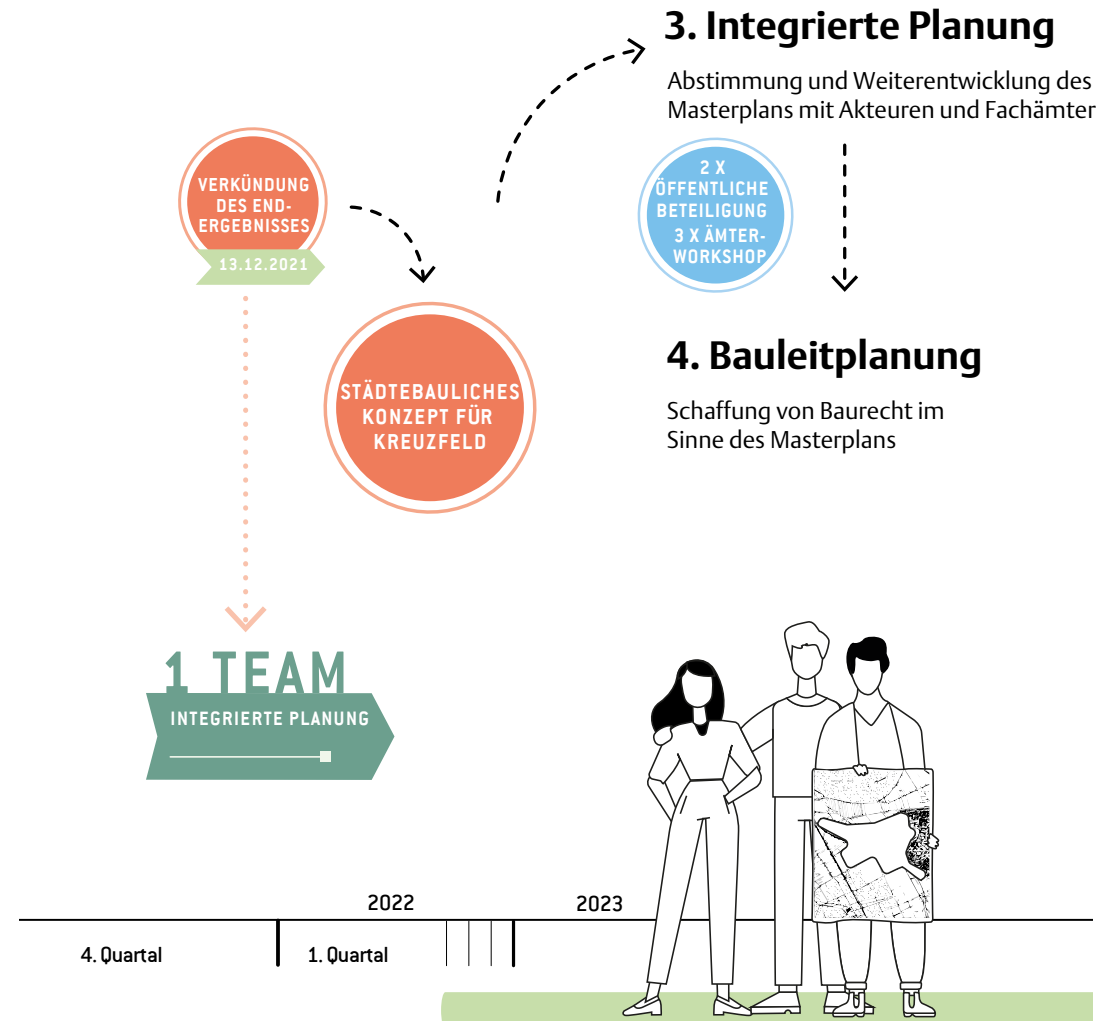 3. Integrierte Planung
Abstimmung und Weiterentwicklung des
Masterplans mit Akteuren und Fachämter
VERKÜNDUNG
DES END-
ERGEBNISSES
13.12.2021
2 X
ÖFFENTLICHE
BETEILIGUNG
3 X ÄMTER-
WORKSHOP
STÄDTEBAULICHES
KONZEPT FÜR
KREUZFELD
4. Bauleitplanung
Schaffung von Baurecht im
Sinne des Masterplans
1 TEAM
INTEGRIERTE PLANUNG
2022
2023
4. Quartal
1. Quartal